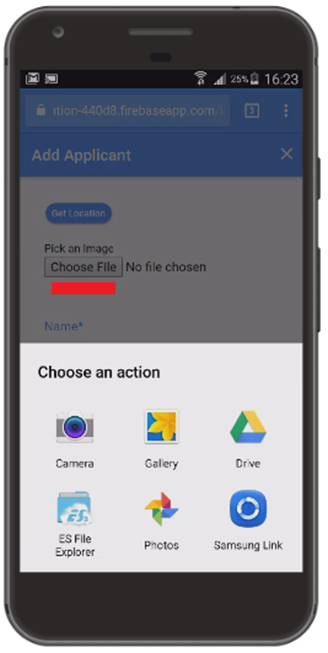 25% 16:23
ition-440d8.firebaseapp.com/
3
Add Applicant
Get Location
Pick an Image
Choose File No file chosen
Name*
Choose an action
Camera Gallery Drive
ES File Explorer
Photos Samsung Link